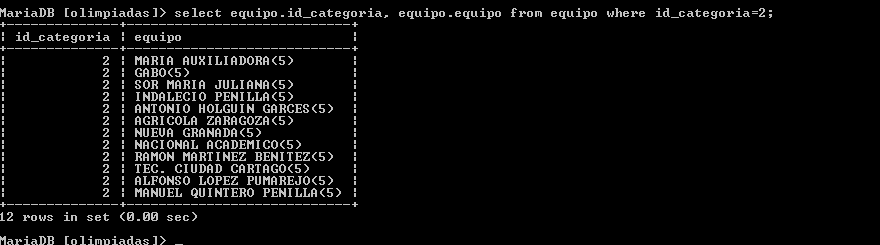 MariaDB [olimpiadas]> select equipo.id_categoria, equipo.equipo from equipo where id_categoria=2;
+--------------+----------------------------+
| id_categoria | equipo                     |
+--------------+----------------------------+
|            2 | MARIA AUXILIADORA(5)       |
|            2 | GABO(5)                    |
|            2 | SOR MARIA JULIANA(5)       |
|            2 | INDALECIO PENILLA(5)       |
|            2 | ANTONIO HOLGUIN GARCES(5)  |
|            2 | AGRICOLA ZARAGOZA(5)       |
|            2 | NUEVA GRANADA(5)           |
|            2 | NACIONAL ACADEMICO(5)      |
|            2 | RAMON MARTINEZ BENITEZ(5)  |
|            2 | TEC. CIUDAD CARTAGO(5)     |
|            2 | ALFONSO LOPEZ PUMAREJO(5)  |
|            2 | MANUEL QUINTERO PENILLA(5) |
+--------------+----------------------------+
12 rows in set (0.00 sec)
MariaDB [olimpiadas]> _